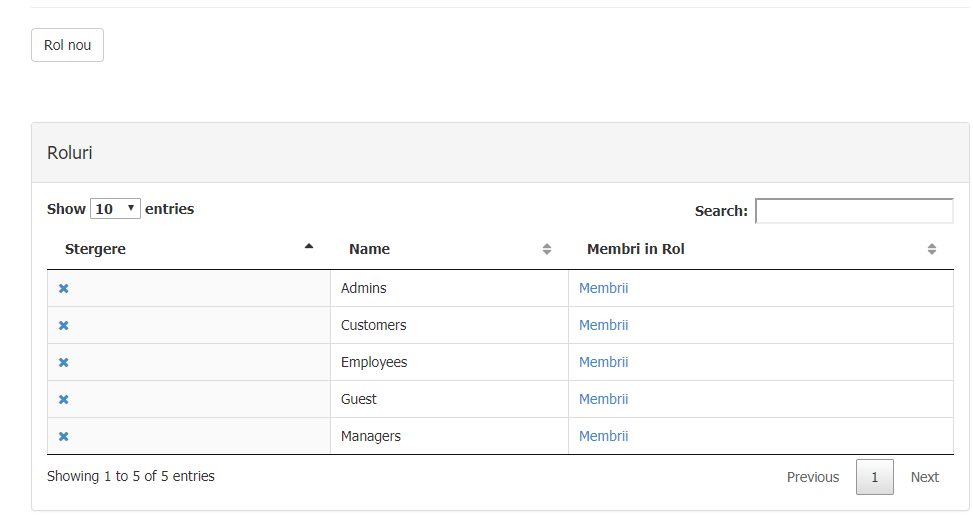 Rol nou
Roluri
Show 10 entries Search:
Stergere Name Membri in Rol
Admins Membrii
Customers Membrii
Employees Membrii
Guest Membrii
Managers Membrii
Showing 1 to 5 of 5 entries Previous 1 Next